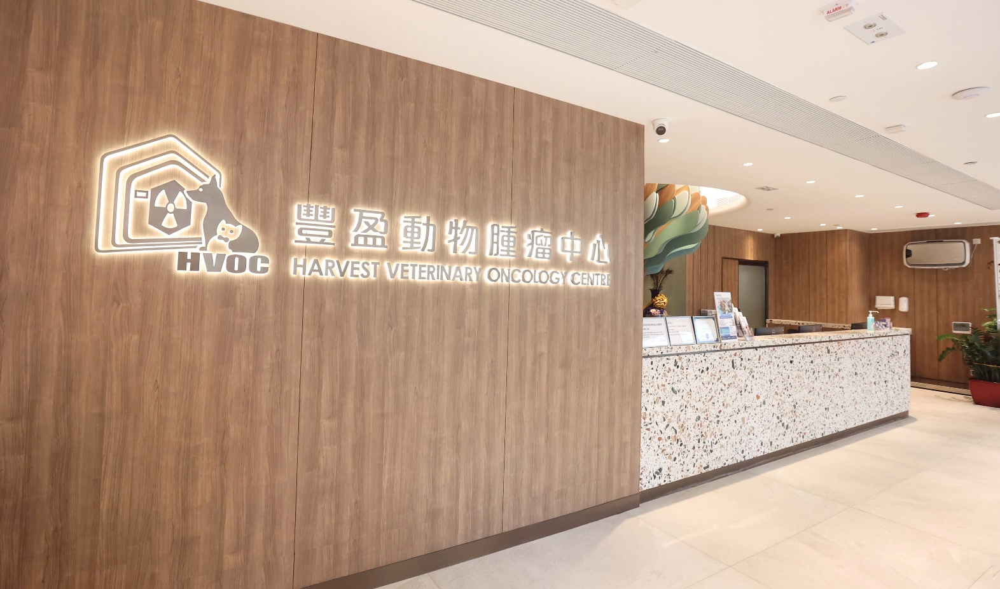 豐盈動物腫瘤中心
HARVEST VETERINARY ONCOLOGY CENTRE
HVOC
ALARM